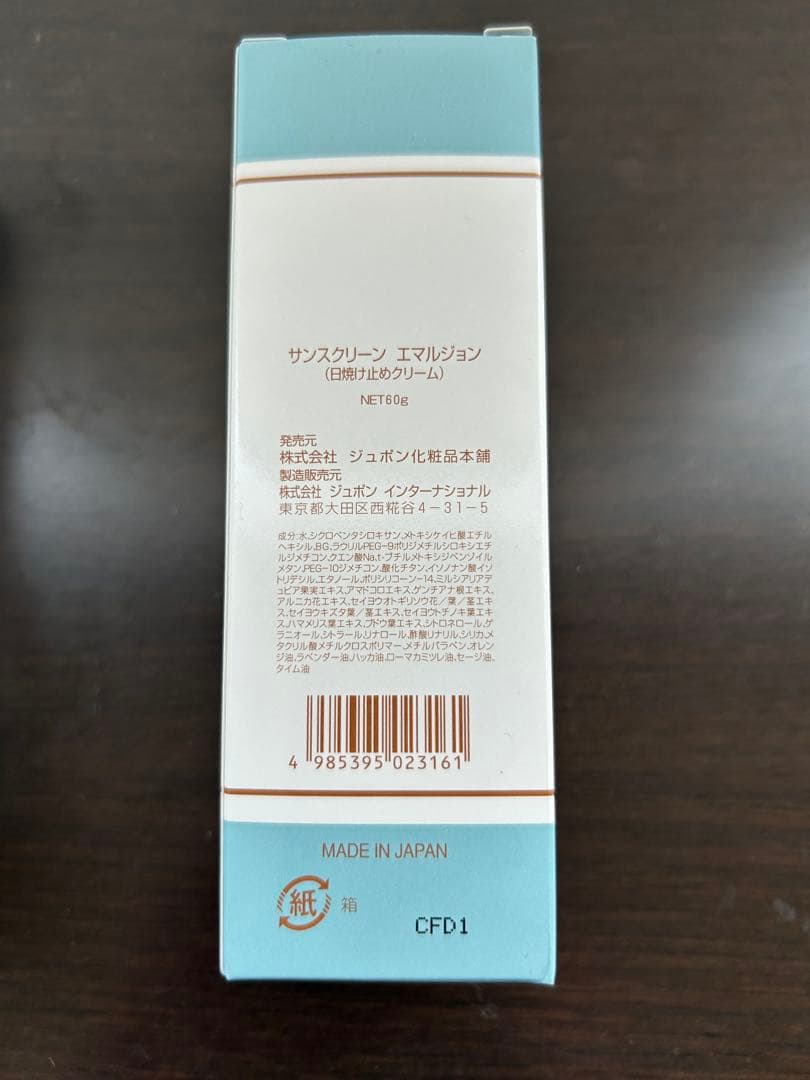 サンスクリーン エマルジョン
(日焼け止めクリーム)
NET60g
発売元
株式会社 ジュポン化粧品本舗
製造販売元
株式会社 ジュポン インターナショナル
東京都大田区西糀谷4-31-5
成分:水、シクロペンタシロキサン、メトキシケイヒ酸エチル
ヘキシル、BG、ラウリルPEG-9ポリジメチルシロキシエチ
ルジメチコン、クエン酸Na、t-ブチルメトキシジベンゾイル
メタン、PEG-10ジメチコン、酸化チタン、イソノナン酸イソ
トリデシル、エタノール、ポリシリコーン-14、ミルシアリアデ
ュビア果実エキス、アマドコロエキス、ゲンチアナ根エキス、
アルニカ花エキス、セイヨウオトギリソウ花/葉/茎エキ
ス、セイヨウキズタ葉/茎エキス、セイヨウトチノキ葉エキ
ス、ハマメリス葉エキス、ブドウ葉エキス、シトロネロール、ゲ
ラニオール、シトラール、リナロール、酢酸リナリル、シリカ、メ
タクリル酸メチルクロスポリマー、メチルパラベン、オレン
ジ油、ラベンダー油、ハッカ油、ローマカミツレ油、セージ油、
タイム油
4 985395 023161
MADE IN JAPAN
紙 箱
CFD1